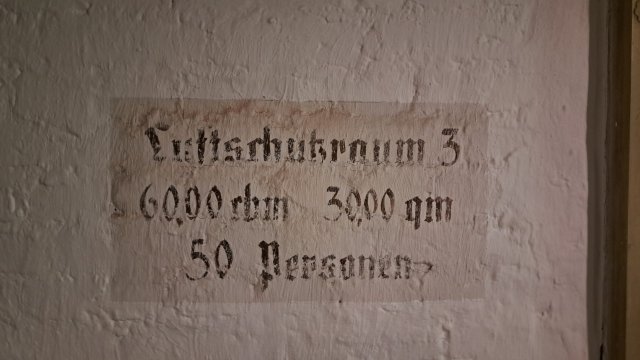 Luftschutzraum 3
60,00 cbm 30,00 qm
50 Personen